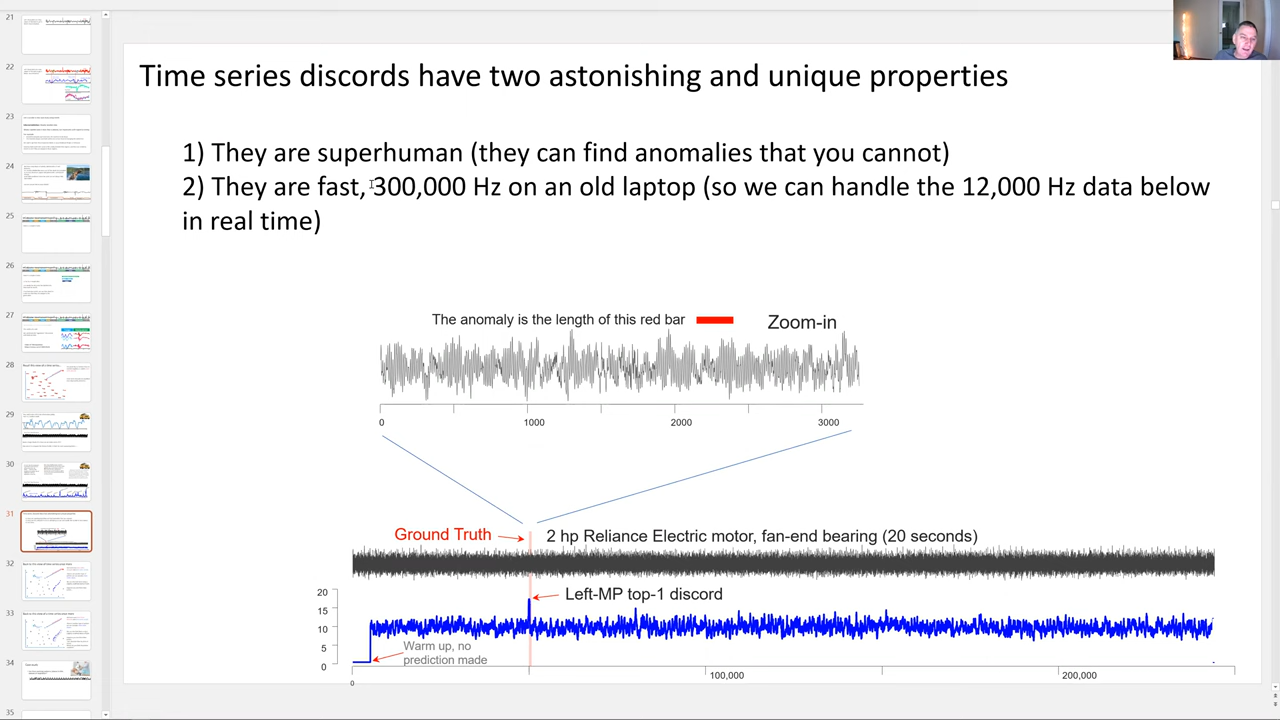 21
22
23
24
25
26
27
28
29
30
31
32
33
34
35
Time series discords have two astonishing and unique properties
1) They are superhuman (they can find anomalies that you cannot)
2) They are fast, 300,000 Hz on an old laptop (so we can handle the 12,000 Hz data below
in real time)
The anomaly is the length of this red bar
Zoom-in
0 1000 2000 3000
Ground Truth
2 hp Reliance Electric motor, fan-end bearing (20 seconds)
20
15
10
5
0
Left-MP top-1 discord
Warm up, no
prediction made
0 100,000 200,000